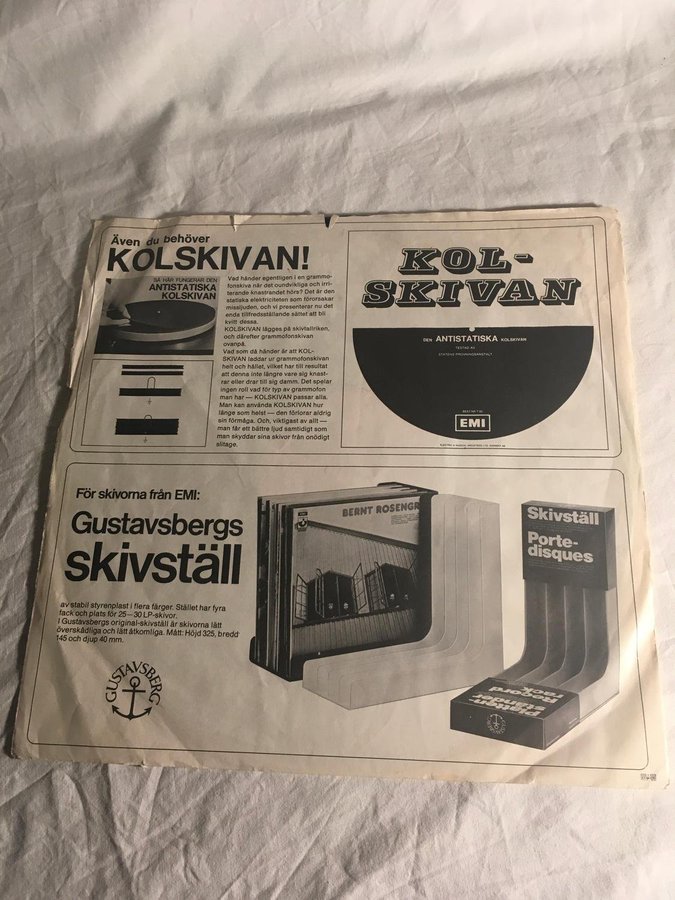 Även du behöver
KOLSKIVAN!
SÅ HÄR FUNGERAR DEN
ANTISTATISKA
KOLSKIVAN
Vad händer egentligen i en grammo-
fonskiva när det oundvikliga och irri-
terande knastrandet hörs? Det är den
statiska elektriciteten som förorsakar
missljudet, och vi presenterar nu det
enda tillfredsställande sättet att bli
kvitt dessa.
KOLSKIVAN lägges på skivtallriken,
och därefter grammofonskivan
ovanpå.
Vad som då händer är att KOL-
SKIVAN laddar ur grammofonskivan
helt och hållet, vilket har till resultat
att denna inte längre vare sig knast-
rar eller drar till sig damm. Det spelar
ingen roll vad för typ av grammofon
man har — KOLSKIVAN passar alla.
Man kan använda KOLSKIVAN hur
länge som helst — den förlorar aldrig
sin förmåga. Och, viktigast av allt —
man får ett bättre ljud samtidigt som
man skyddar sina skivor från onödigt
slitage.
KOL-
SKIVAN
DEN ANTISTATISKA KOLSKIVAN
TESTAD AV
STATENS PROVNINGSANSTALT
EMI
För skivorna från EMI:
Gustavsbergs
skivställ
av stabil styrenplast i flera färger. Stället har fyra
fack och plats för 25—30 LP-skivor.
I Gustavsbergs original-skivställ är skivorna lätt
överskådliga och lätt åtkomliga. Mått: Höjd 325, bredd
145 och djup 40 mm.
GUSTAVSBERG
BERNT ROSENGR
Skivställ
Porte-
disques
Platten-
ständer
Record
rack